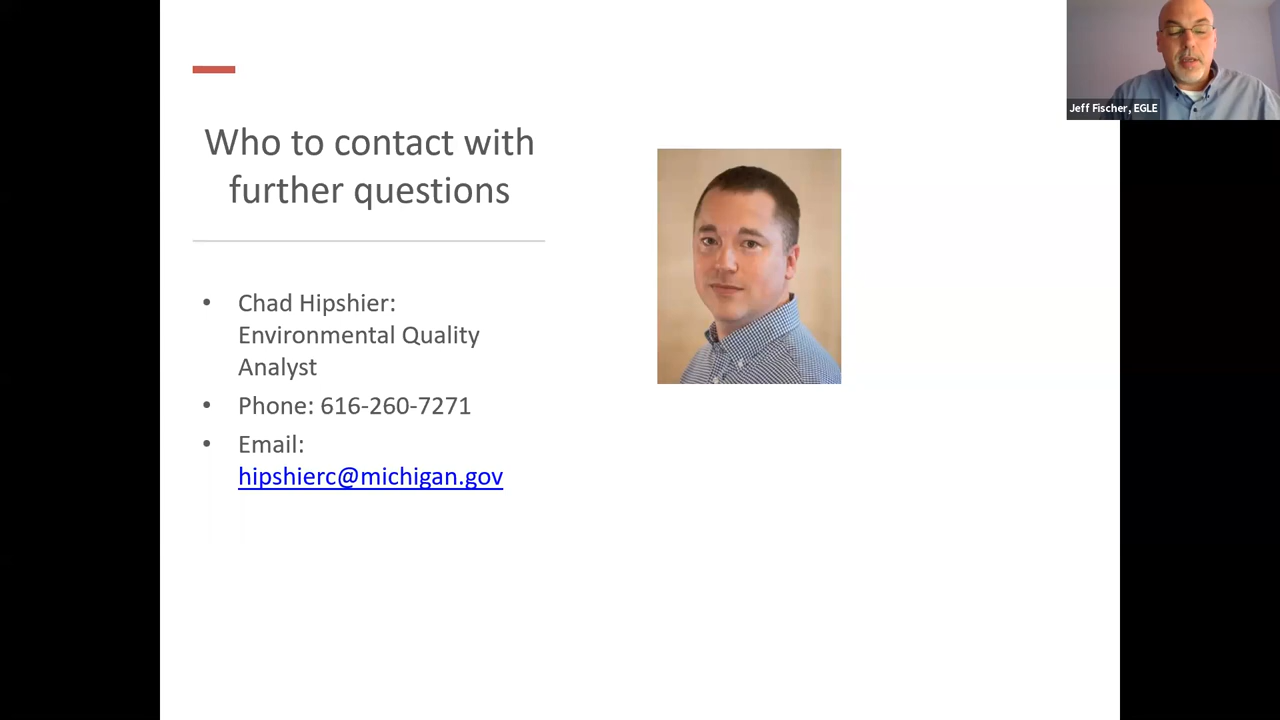 Jeff Fischer, EGLE
Who to contact with
further questions
• Chad Hipshier:
Environmental Quality
Analyst
• Phone: 616-260-7271
• Email:
hipshierc@michigan.gov